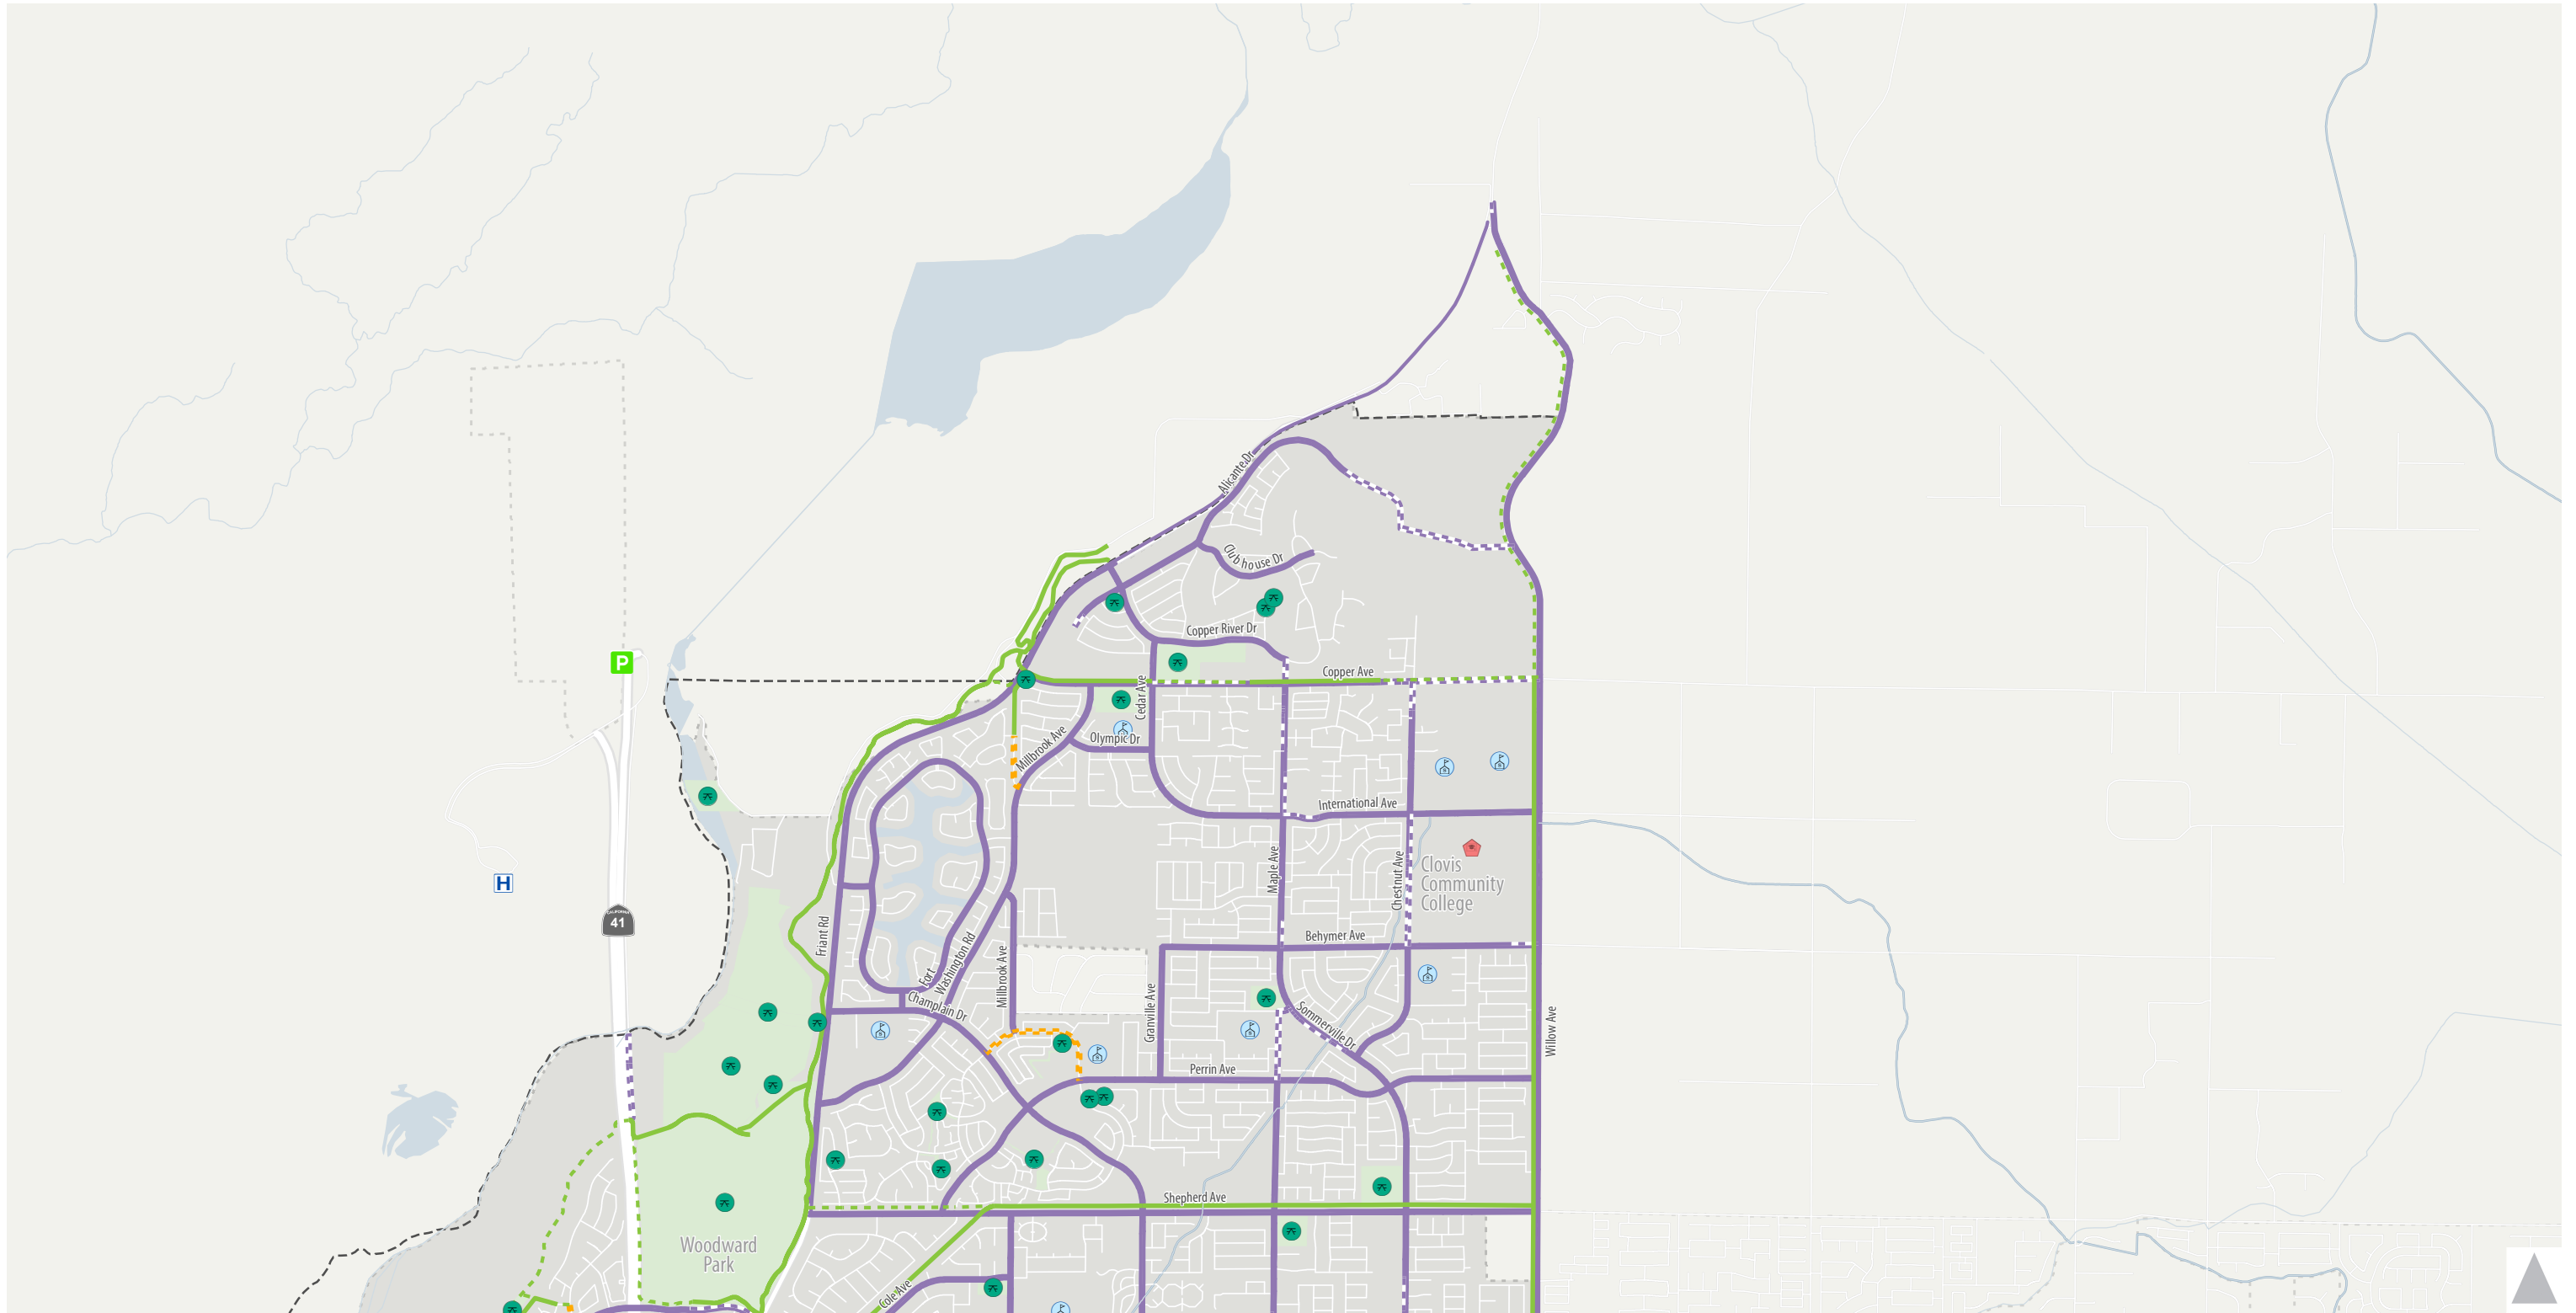 Alicante Dr
Club house Dr
Copper River Dr
Copper Ave
P
Cedar Ave
Millbrook Ave
Olympic Dr
International Ave
H
CALIFORNIA
41
Maple Ave
Chestnut Ave
Clovis
Community
College
Friant Rd
Behymer Ave
Fort
Washington Rd
Millbrook Ave
Champlain Dr
Granville Ave
Sommerville Dr
Willow Ave
Perrin Ave
Shepherd Ave
Woodward
Park
Cole Ave